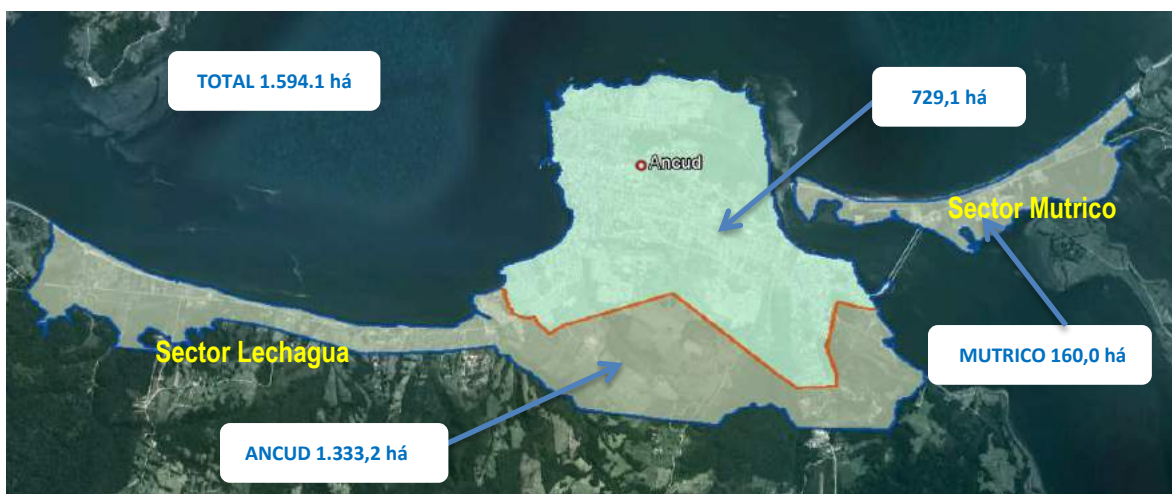 TOTAL 1.594.1 há
729,1 há
Ancud
Sector Mutrico
Sector Lechagua
MUTRICO 160,0 há
ANCUD 1.333,2 há